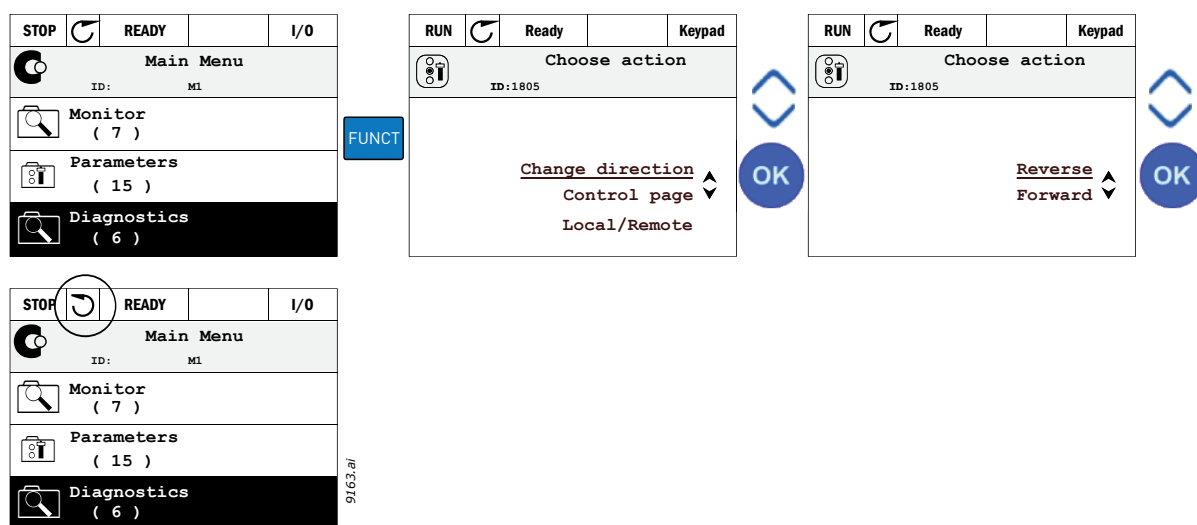 STOP READY I/O
Main Menu
ID: M1
Monitor
( 7 )
Parameters
( 15 )
Diagnostics
( 6 )
FUNCT
RUN Ready Keypad
Choose action
ID:1805
Change direction
Control page
Local/Remote
OK
RUN Ready Keypad
Choose action
ID:1805
Reverse
Forward
OK
STOP READY I/O
Main Menu
ID: M1
Monitor
( 7 )
Parameters
( 15 )
Diagnostics
( 6 )
9163.ai